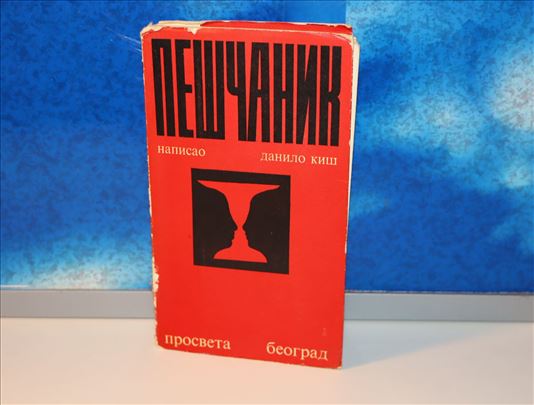 ПЕШЧАНИК
написао данило киш
просвета београд